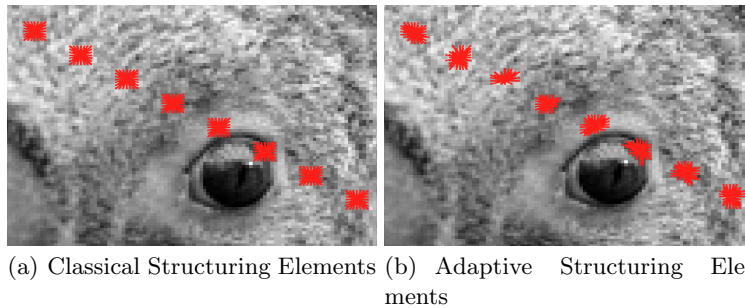 (a) Classical Structuring Elements
(b) Adaptive Structuring Ele-
ments